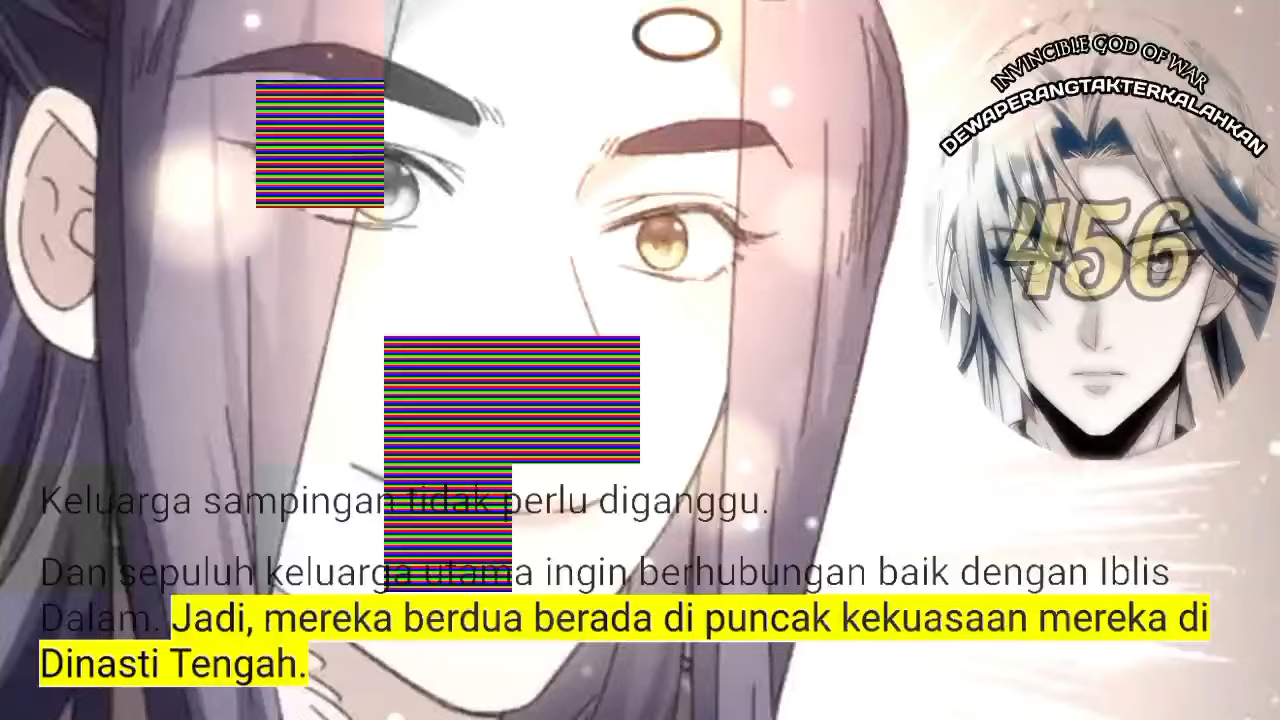 INVINCIBLE GOD OF WAR
DEWAPERANGTAKTERKALAHKAN
456
Keluarga sampingan tidak perlu diganggu.
Dan sepuluh keluarga utama ingin berhubungan baik dengan Iblis
Dalam. Jadi, mereka berdua berada di puncak kekuasaan mereka di
Dinasti Tengah.